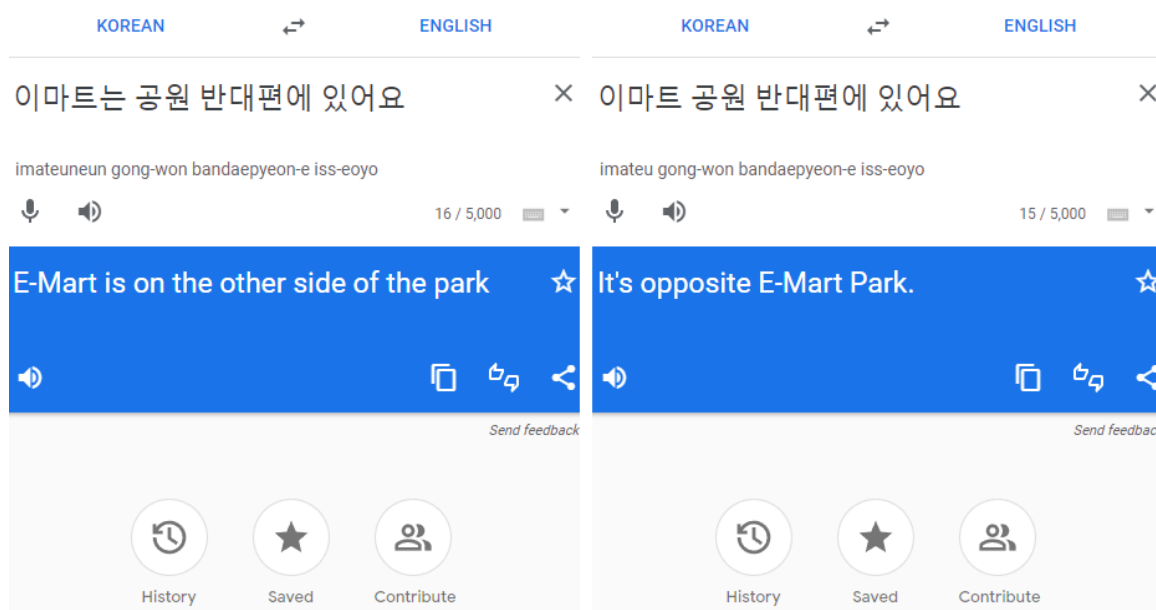 KOREAN ENGLISH
이마트는 공원 반대편에 있어요
imateuneun gong-won bandaepyeon-e iss-eoyo
16 / 5,000
E-Mart is on the other side of the park
Send feedback
History Saved Contribute
KOREAN ENGLISH
이마트 공원 반대편에 있어요
imateu gong-won bandaepyeon-e iss-eoyo
15 / 5,000
It's opposite E-Mart Park.
Send feedbac
History Saved Contribute